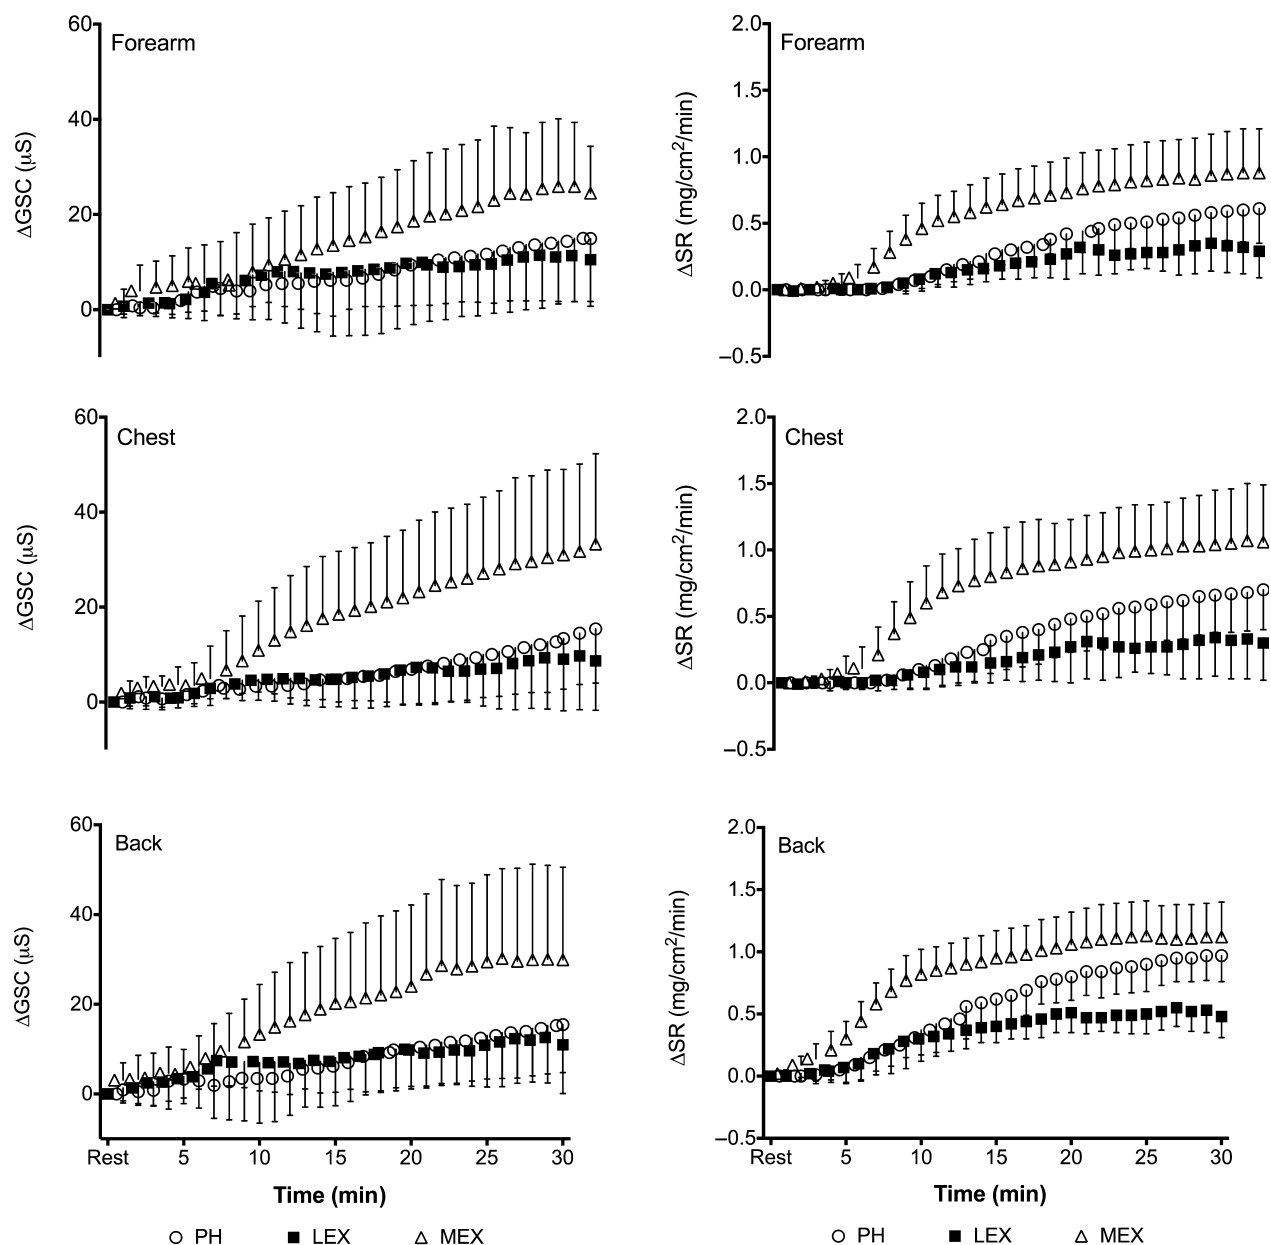 60
40
20
0
Forearm
ΔGSC (µS)
2.0
1.5
1.0
0.5
0.0
–0.5
Forearm
ΔSR (mg/cm²/min)
60
40
20
0
Chest
ΔGSC (µS)
2.0
1.5
1.0
0.5
0.0
–0.5
Chest
ΔSR (mg/cm²/min)
60
40
20
0
Back
ΔGSC (µS)
Rest 5 10 15 20 25 30
Time (min)
PH LEX MEX
2.0
1.5
1.0
0.5
0.0
–0.5
Back
ΔSR (mg/cm²/min)
Rest 5 10 15 20 25 30
Time (min)
PH LEX MEX